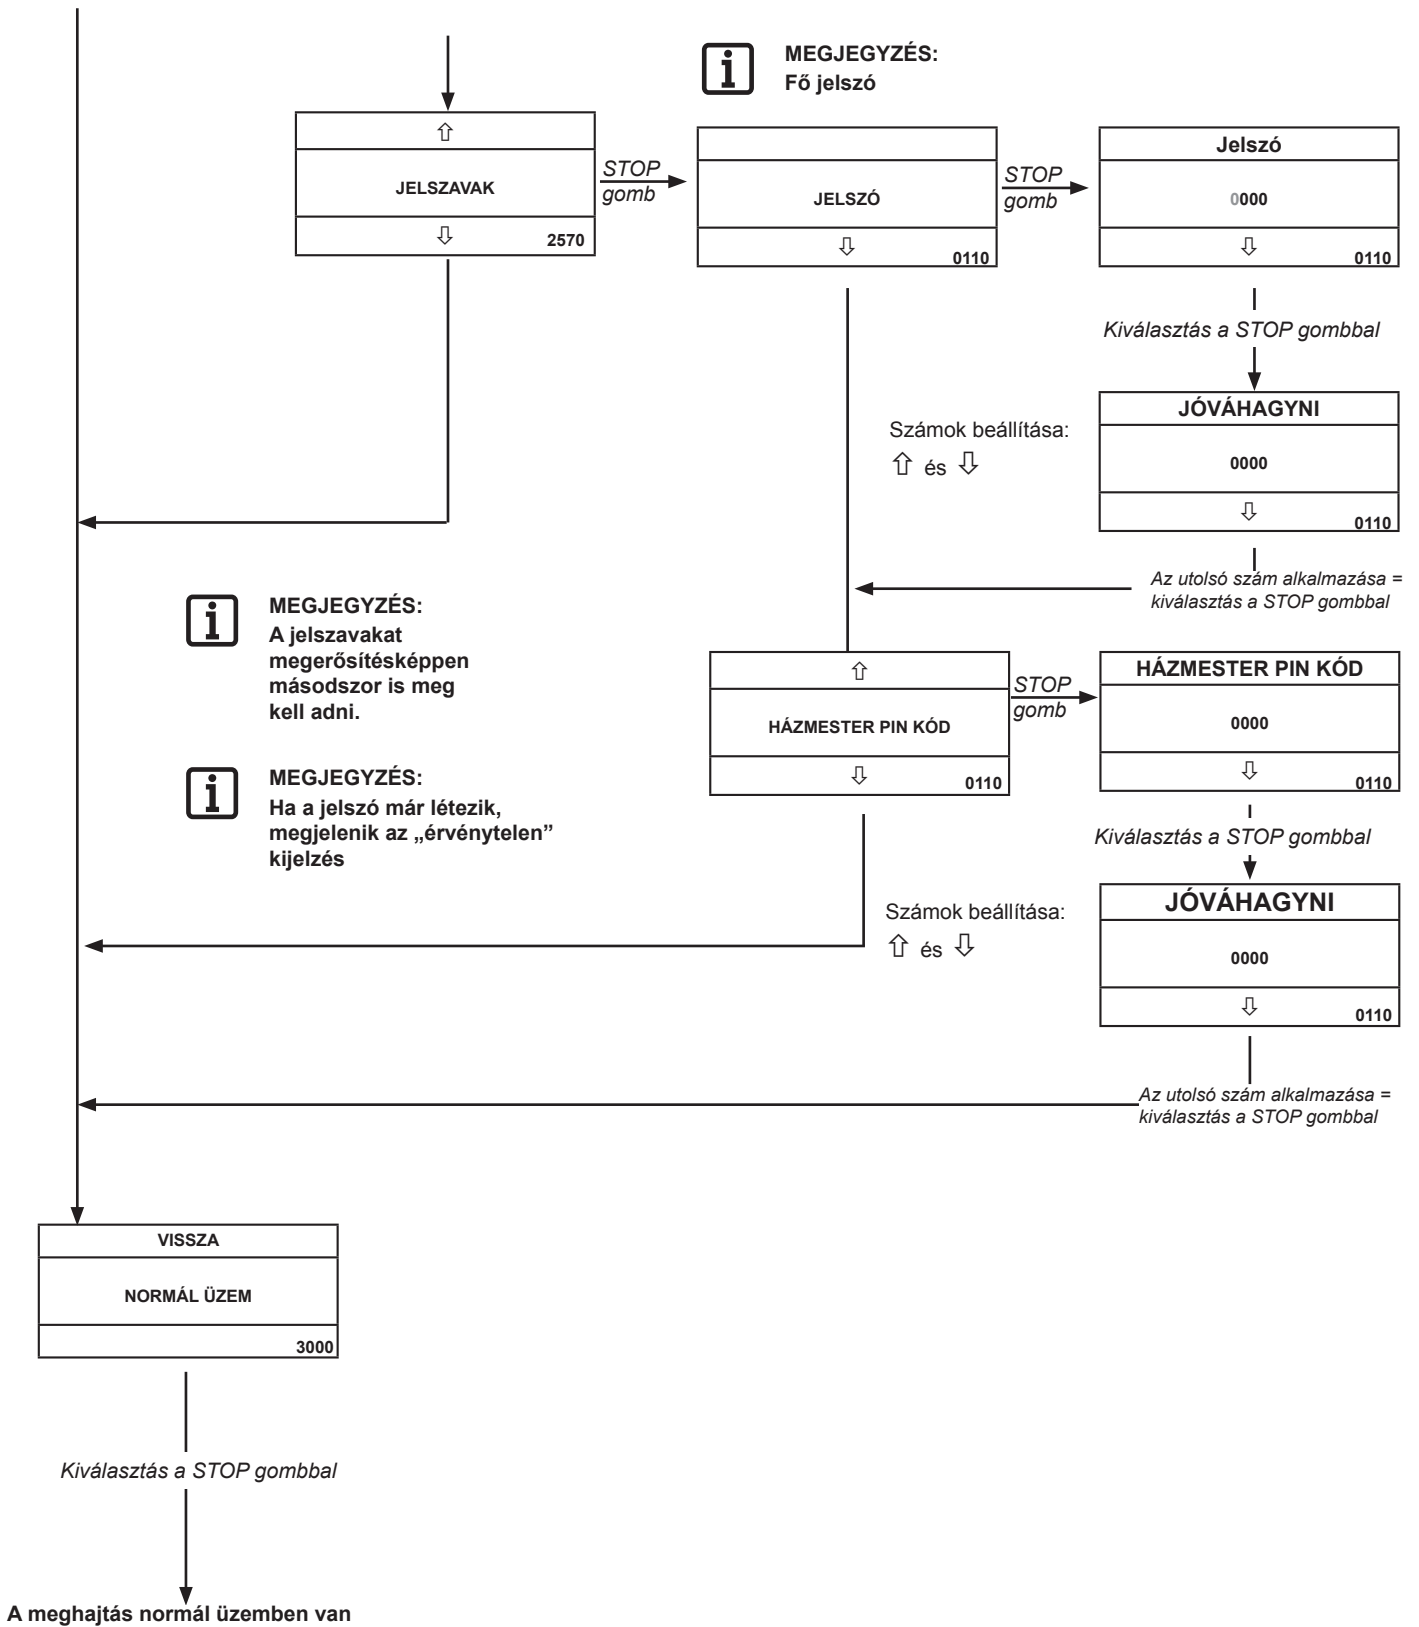 MEGJEGYZÉS:
Fő jelszó
⇧
JELSZAVAK
⇩ 2570
STOP
gomb
JELSZÓ
⇩ 0110
STOP
gomb
Jelszó
0000
⇩ 0110
Kiválasztás a STOP gombbal
JÓVÁHAGYNI
0000
⇩ 0110
Számok beállítása:
⇧ és ⇩
Az utolsó szám alkalmazása =
kiválasztás a STOP gombbal
MEGJEGYZÉS:
A jelszavakat
megerősítésképpen
másodszor is meg
kell adni.
⇧
HÁZMESTER PIN KÓD
⇩ 0110
STOP
gomb
HÁZMESTER PIN KÓD
0000
⇩ 0110
MEGJEGYZÉS:
Ha a jelszó már létezik,
megjelenik az „érvénytelen”
kijelzés
Kiválasztás a STOP gombbal
JÓVÁHAGYNI
0000
⇩ 0110
Számok beállítása:
⇧ és ⇩
Az utolsó szám alkalmazása =
kiválasztás a STOP gombbal
VISSZA
NORMÁL ÜZEM
3000
Kiválasztás a STOP gombbal
A meghajtás normál üzemben van